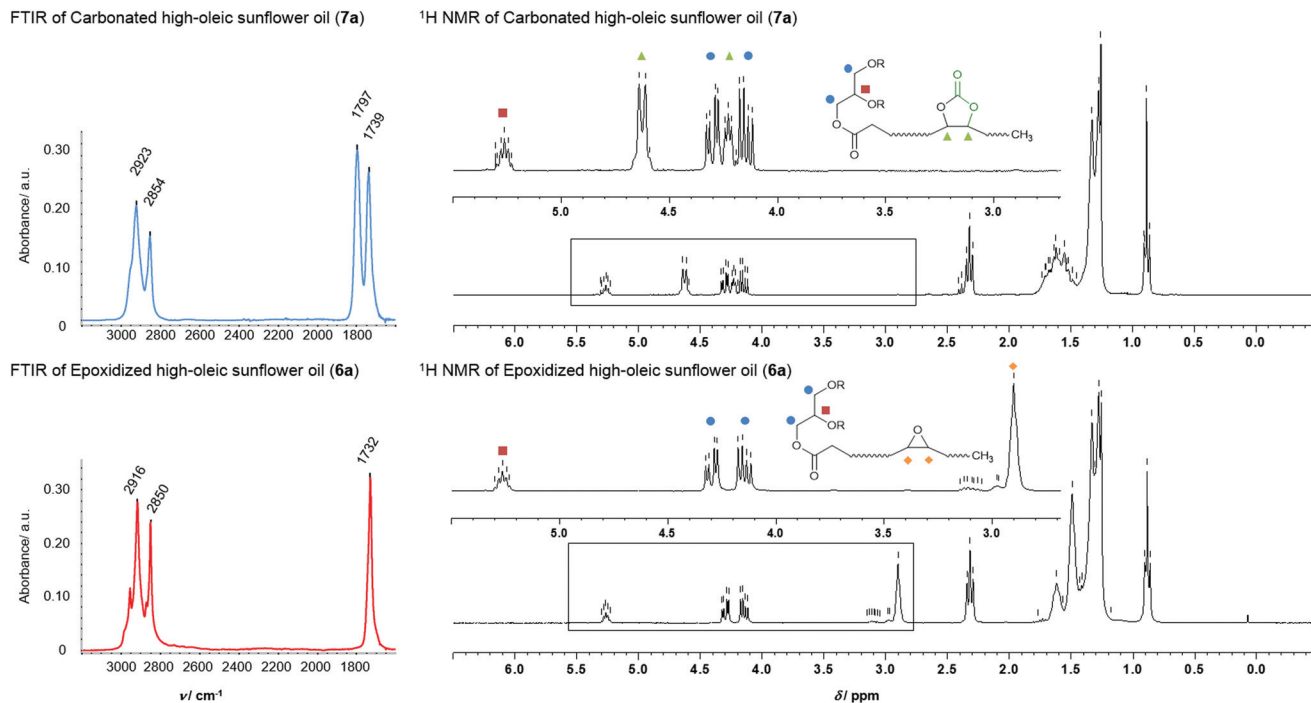 FTIR of Carbonated high-oleic sunflower oil (7a)
¹H NMR of Carbonated high-oleic sunflower oil (7a)
Aborbance/ a.u.
0.30
0.20
0.10
0
2923
2854
1797
1739
3000 2800 2600 2400 2200 2000 1800
OR
OR
O
O
O
O
O
CH₃
5.0 4.5 4.0 3.5 3.0
6.0 5.5 5.0 4.5 4.0 3.5 3.0 2.5 2.0 1.5 1.0 0.5 0.0
FTIR of Epoxidized high-oleic sunflower oil (6a)
¹H NMR of Epoxidized high-oleic sunflower oil (6a)
Aborbance/ a.u.
0.30
0.20
0.10
0
2916
2850
1732
3000 2800 2600 2400 2200 2000 1800
ν/ cm⁻¹
OR
OR
O
O
O
CH₃
5.0 4.5 4.0 3.5 3.0
6.0 5.5 5.0 4.5 4.0 3.5 3.0 2.5 2.0 1.5 1.0 0.5 0.0
δ/ ppm